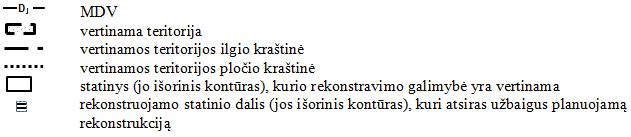 DJ MDV
vertinama teritorija
vertinamos teritorijos ilgio kraštinė
vertinamos teritorijos pločio kraštinė
statinys (jo išorinis kontūras), kurio rekonstravimo galimybė yra vertinama
rekonstruojamo statinio dalis (jos išorinis kontūras), kuri atsiras užbaigus planuojamą
rekonstrukciją